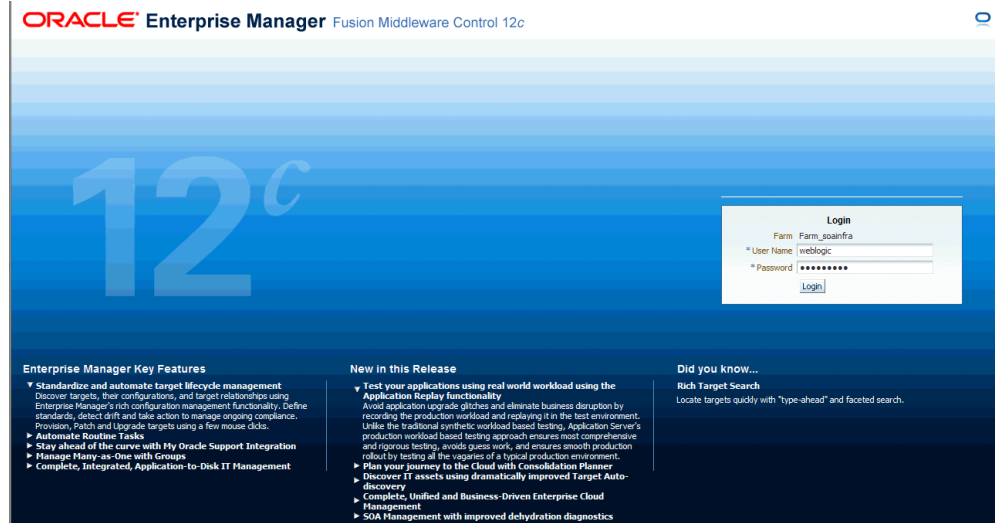 ORACLE Enterprise Manager Fusion Middleware Control 12c
12c
Login
Farm Farm_soainfra
* User Name weblogic
* Password •••••••••
Login
Enterprise Manager Key Features
Standardize and automate target lifecycle management
Discover targets, their configurations, and target relationships using
Enterprise Manager's rich configuration management functionality. Define
standards, detect drift and take action to manage ongoing compliance.
Provision, Patch and Upgrade targets using a few mouse clicks.
Automate Routine Tasks
Stay ahead of the curve with My Oracle Support Integration
Manage Many-as-One with Groups
Complete, Integrated, Application-to-Disk IT Management
New in this Release
Test your applications using real world workload using the
Application Replay functionality
Avoid application upgrade glitches and eliminate business disruption by
recording the production workload and replaying it in the test environment.
Unlike the traditional synthetic workload based testing, Application Server's
production workload based testing approach ensures most comprehensive
and rigorous testing, avoids guess work, and ensures smooth production
rollout by testing all the vagaries of a typical production environment.
Plan your journey to the Cloud with Consolidation Planner
Discover IT assets using dramatically improved Target Auto-
discovery
Complete, Unified and Business-Driven Enterprise Cloud
Management
SOA Management with improved dehydration diagnostics
Did you know...
Rich Target Search
Locate targets quickly with "type-ahead" and faceted search.